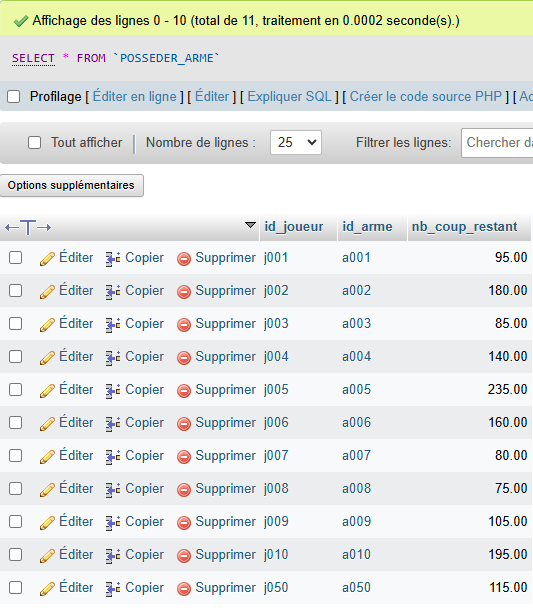 Affichage des lignes 0 - 10 (total de 11, traitement en 0.0002 seconde(s).)
SELECT * FROM `POSSEDER_ARME`
Profilage [ Éditer en ligne ] [ Éditer ] [ Expliquer SQL ] [ Créer le code source PHP ] [ Ac
Tout afficher Nombre de lignes : 25 Filtrer les lignes: Chercher da
Options supplémentaires
←T→ id_joueur id_arme nb_coup_restant
Éditer Copier Supprimer j001 a001 95.00
Éditer Copier Supprimer j002 a002 180.00
Éditer Copier Supprimer j003 a003 85.00
Éditer Copier Supprimer j004 a004 140.00
Éditer Copier Supprimer j005 a005 235.00
Éditer Copier Supprimer j006 a006 160.00
Éditer Copier Supprimer j007 a007 80.00
Éditer Copier Supprimer j008 a008 75.00
Éditer Copier Supprimer j009 a009 105.00
Éditer Copier Supprimer j010 a010 195.00
Éditer Copier Supprimer j050 a050 115.00